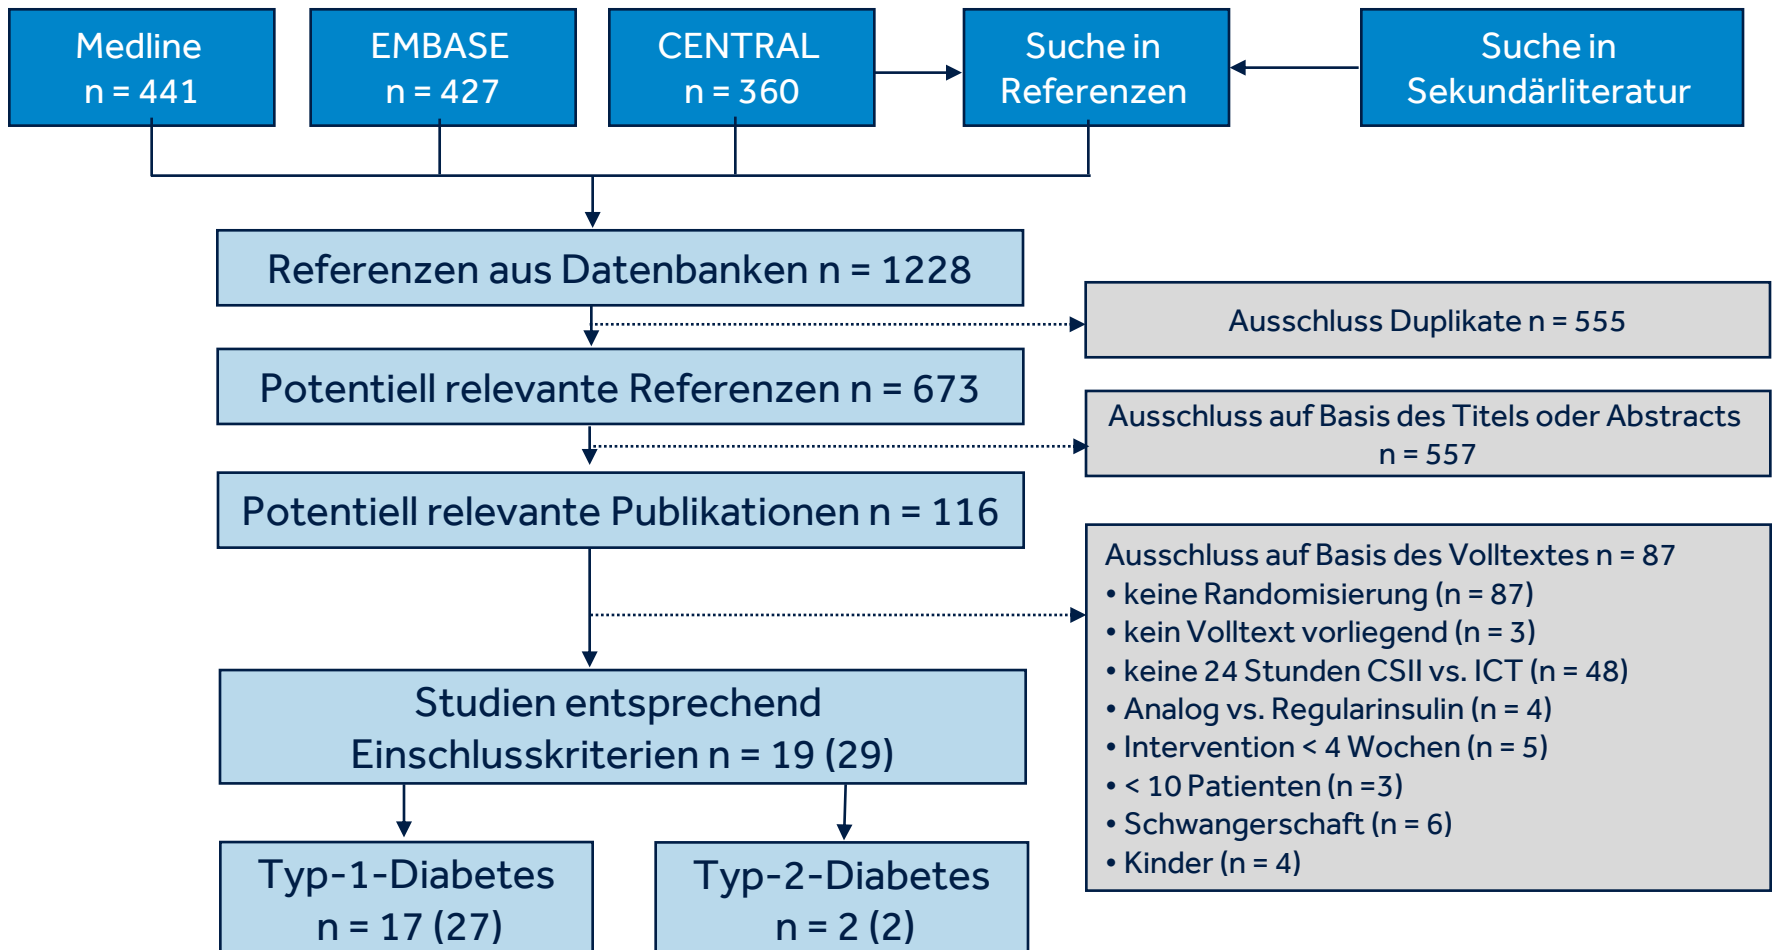 Medline
n = 441
EMBASE
n = 427
CENTRAL
n = 360
Suche in
Referenzen
Suche in
Sekundärliteratur
Referenzen aus Datenbanken n = 1228
Ausschluss Duplikate n = 555
Potentiell relevante Referenzen n = 673
Ausschluss auf Basis des Titels oder Abstracts
n = 557
Potentiell relevante Publikationen n = 116
Ausschluss auf Basis des Volltextes n = 87
• keine Randomisierung (n = 87)
• kein Volltext vorliegend (n = 3)
• keine 24 Stunden CSII vs. ICT (n = 48)
• Analog vs. Regularinsulin (n = 4)
• Intervention < 4 Wochen (n = 5)
• < 10 Patienten (n =3)
• Schwangerschaft (n = 6)
• Kinder (n = 4)
Studien entsprechend
Einschlusskriterien n = 19 (29)
Typ-1-Diabetes
n = 17 (27)
Typ-2-Diabetes
n = 2 (2)